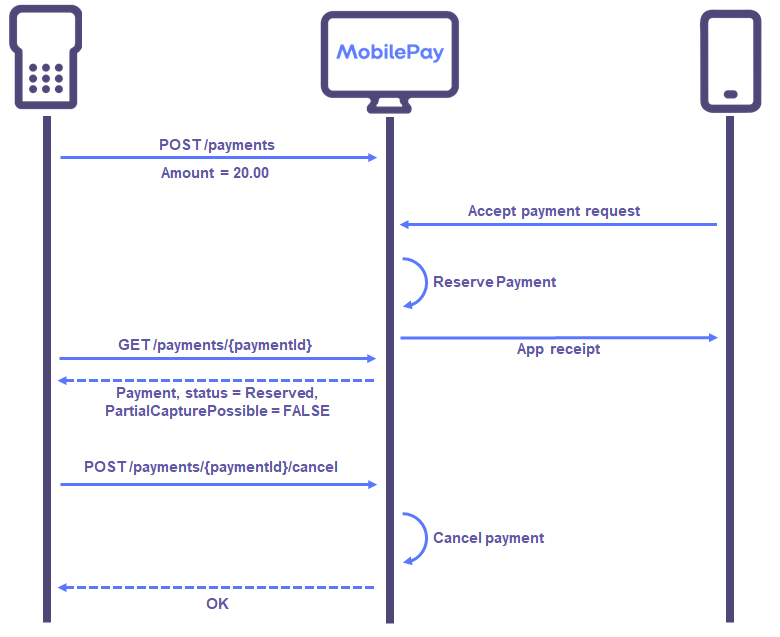 MobilePay
POST /payments
Amount = 20.00
Accept payment request
Reserve Payment
GET /payments/{paymentId}
App receipt
Payment, status = Reserved,
PartialCapturePossible = FALSE
POST /payments/{paymentId}/cancel
Cancel payment
OK